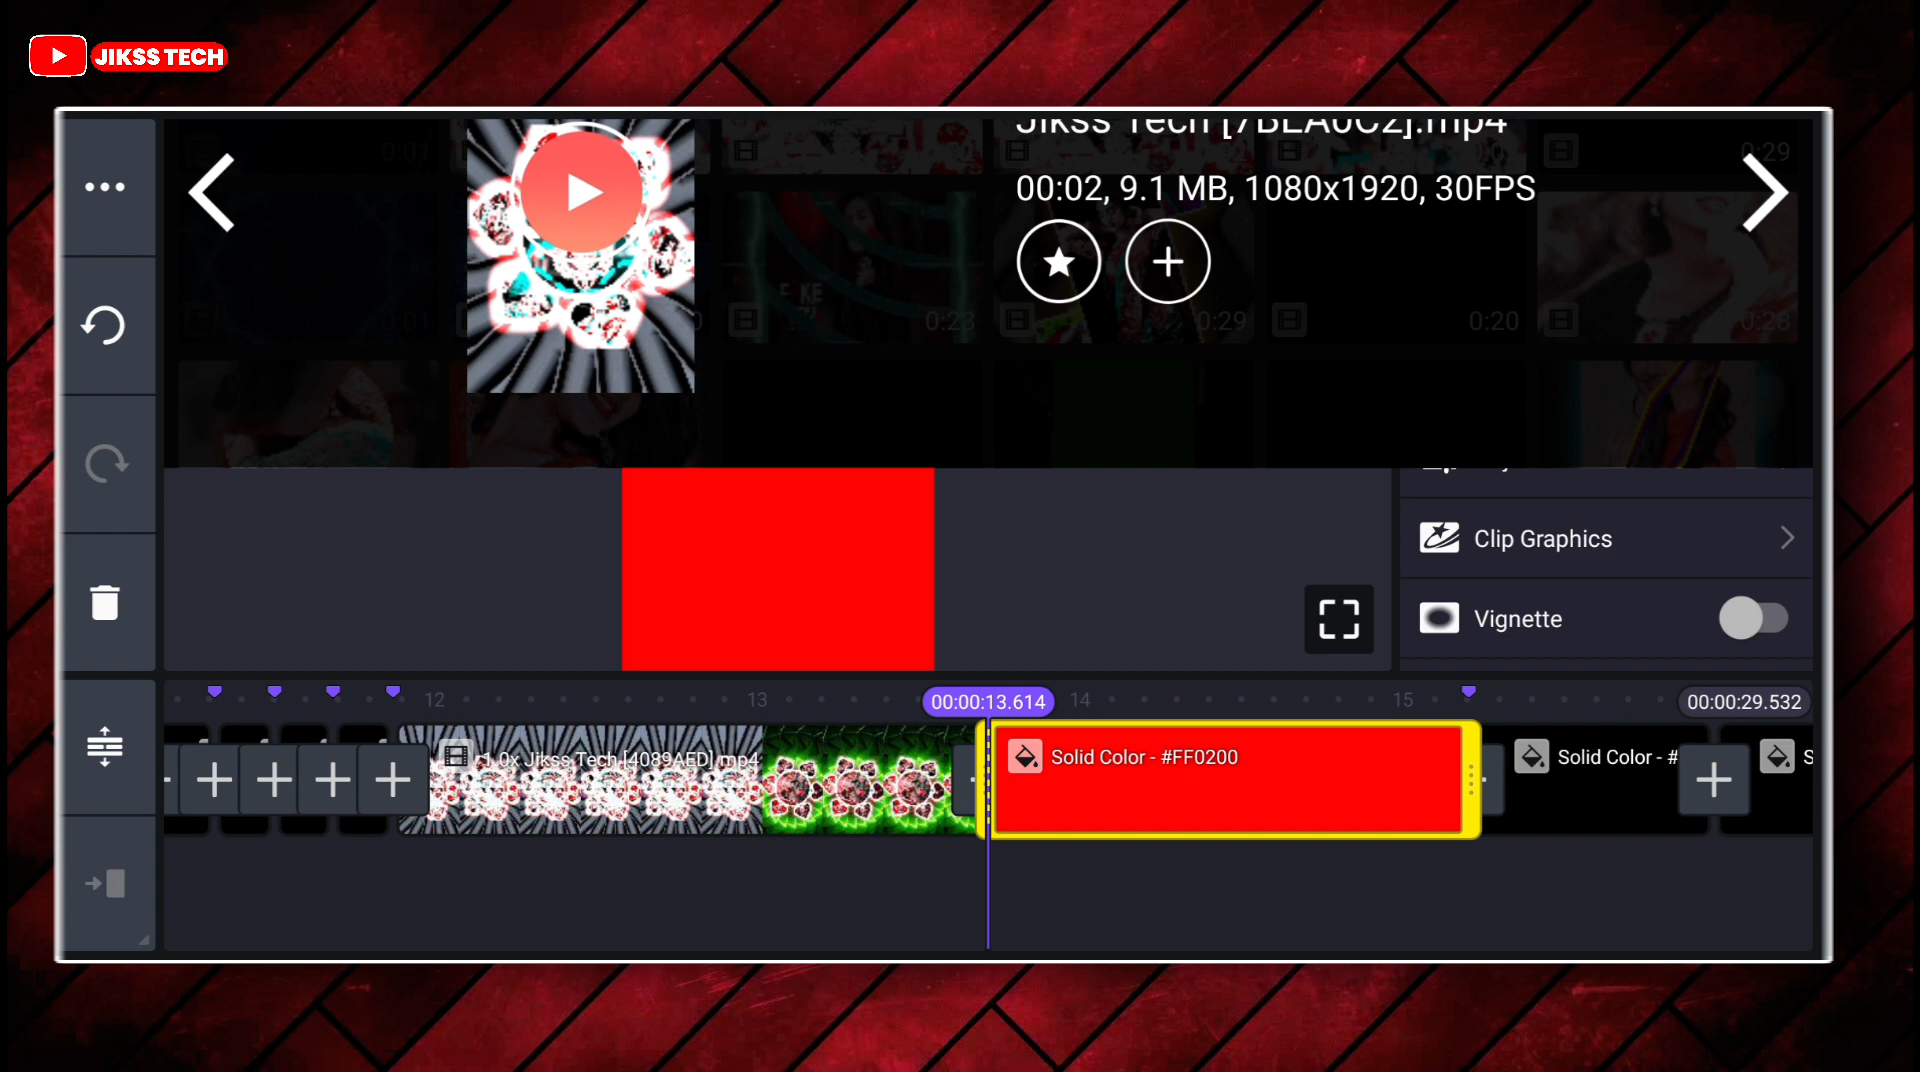 JIKSS TECH
Jikss Tech [7BEA0C2].mp4
00:02, 9.1 MB, 1080x1920, 30FPS
0:01
0:29
0:01
0:23
0:29
0:20
0:28
Clip Graphics
Vignette
12
13
00:00:13.614
14
15
00:00:29.532
1.0x Jikss Tech [4089AED].mp4
Solid Color - #FF0200
Solid Color - #
S